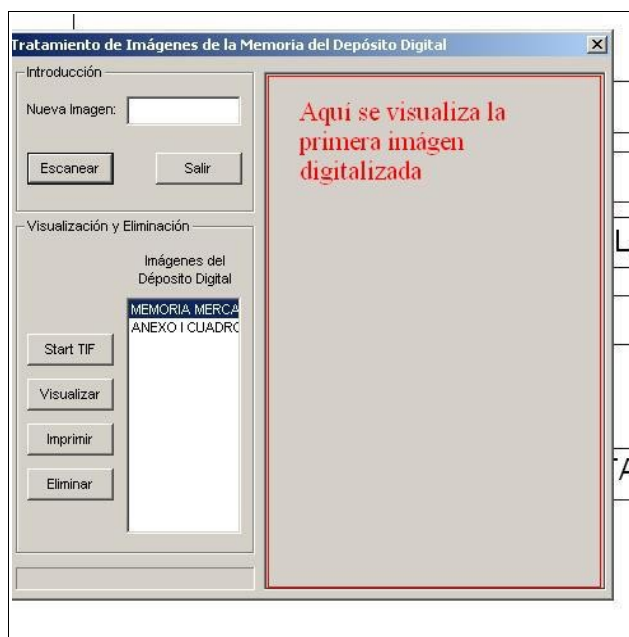 Tratamiento de Imágenes de la Memoria del Depósito Digital
Introducción
Nueva Imagen:
Escanear
Salir
Visualización y Eliminación
Imágenes del
Déposito Digital
MEMORIA MERCA
ANEXO I CUADRO
Start TIF
Visualizar
Imprimir
Eliminar
Aquí se visualiza la
primera imágen
digitalizada
L
TA